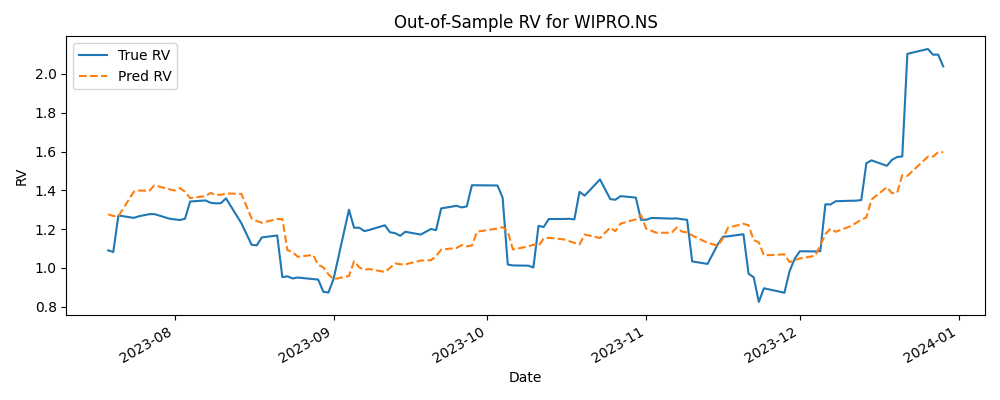 Out-of-Sample RV for WIPRO.NS
True RV
Pred RV
RV
2.0
1.8
1.6
1.4
1.2
1.0
0.8
2023-08
2023-09
2023-10
2023-11
2023-12
2024-01
Date